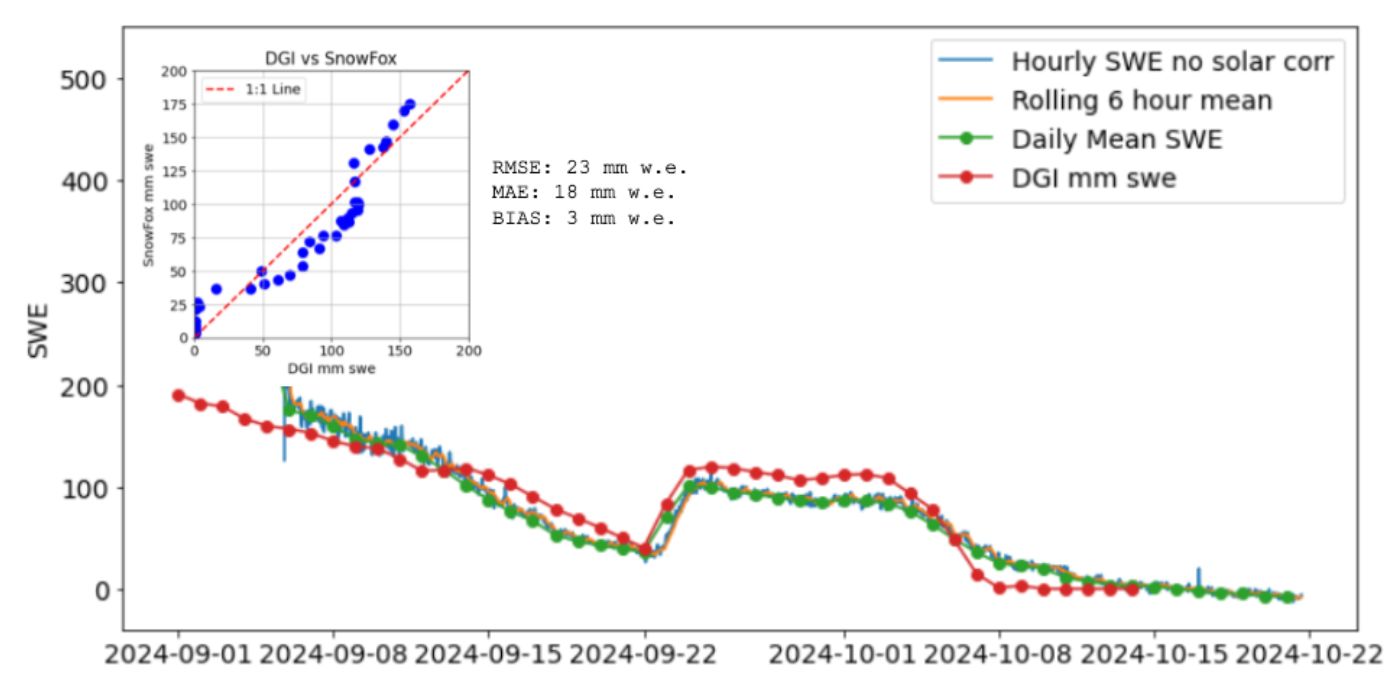 DGI vs SnowFox
200
175
150
125
100
75
50
25
0
SnowFox mm swe
1:1 Line
0 50 100 150 200
DGI mm swe
RMSE: 23 mm w.e.
MAE: 18 mm w.e.
BIAS: 3 mm w.e.
Hourly SWE no solar corr
Rolling 6 hour mean
Daily Mean SWE
DGI mm swe
500
400
300
200
100
0
SWE
2024-09-01 2024-09-08 2024-09-15 2024-09-22 2024-10-01 2024-10-08 2024-10-15 2024-10-22